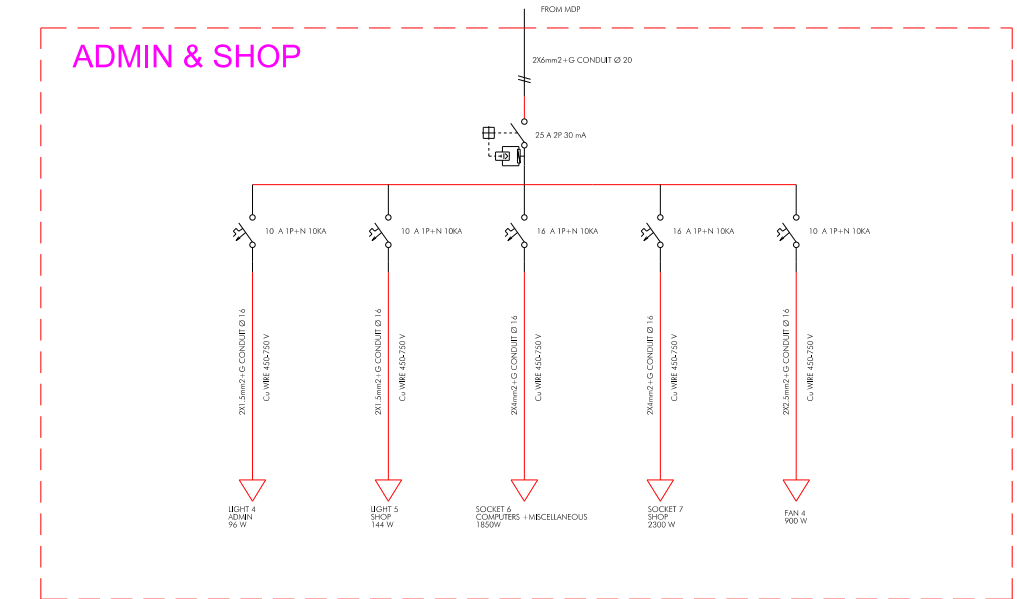 FROM MDP
ADMIN & SHOP
2X6mm2+G CONDUIT Ø 20
25 A 2P 30 mA
10 A 1P+N 10KA
10 A 1P+N 10KA
16 A 1P+N 10KA
16 A 1P+N 10KA
10 A 1P+N 10KA
2X1.5mm2+G CONDUIT Ø 16
Cu WIRE 450-750 V
2X1.5mm2+G CONDUIT Ø 16
Cu WIRE 450-750 V
2X4mm2+G CONDUIT Ø 16
Cu WIRE 450-750 V
2X4mm2+G CONDUIT Ø 16
Cu WIRE 450-750 V
2X2.5mm2+G CONDUIT Ø 16
Cu WIRE 450-750 V
LIGHT 4
ADMIN
96 W
LIGHT 5
SHOP
144 W
SOCKET 6
COMPUTERS +MISCELLANEOUS
1850W
SOCKET 7
SHOP
2300 W
FAN 4
900 W